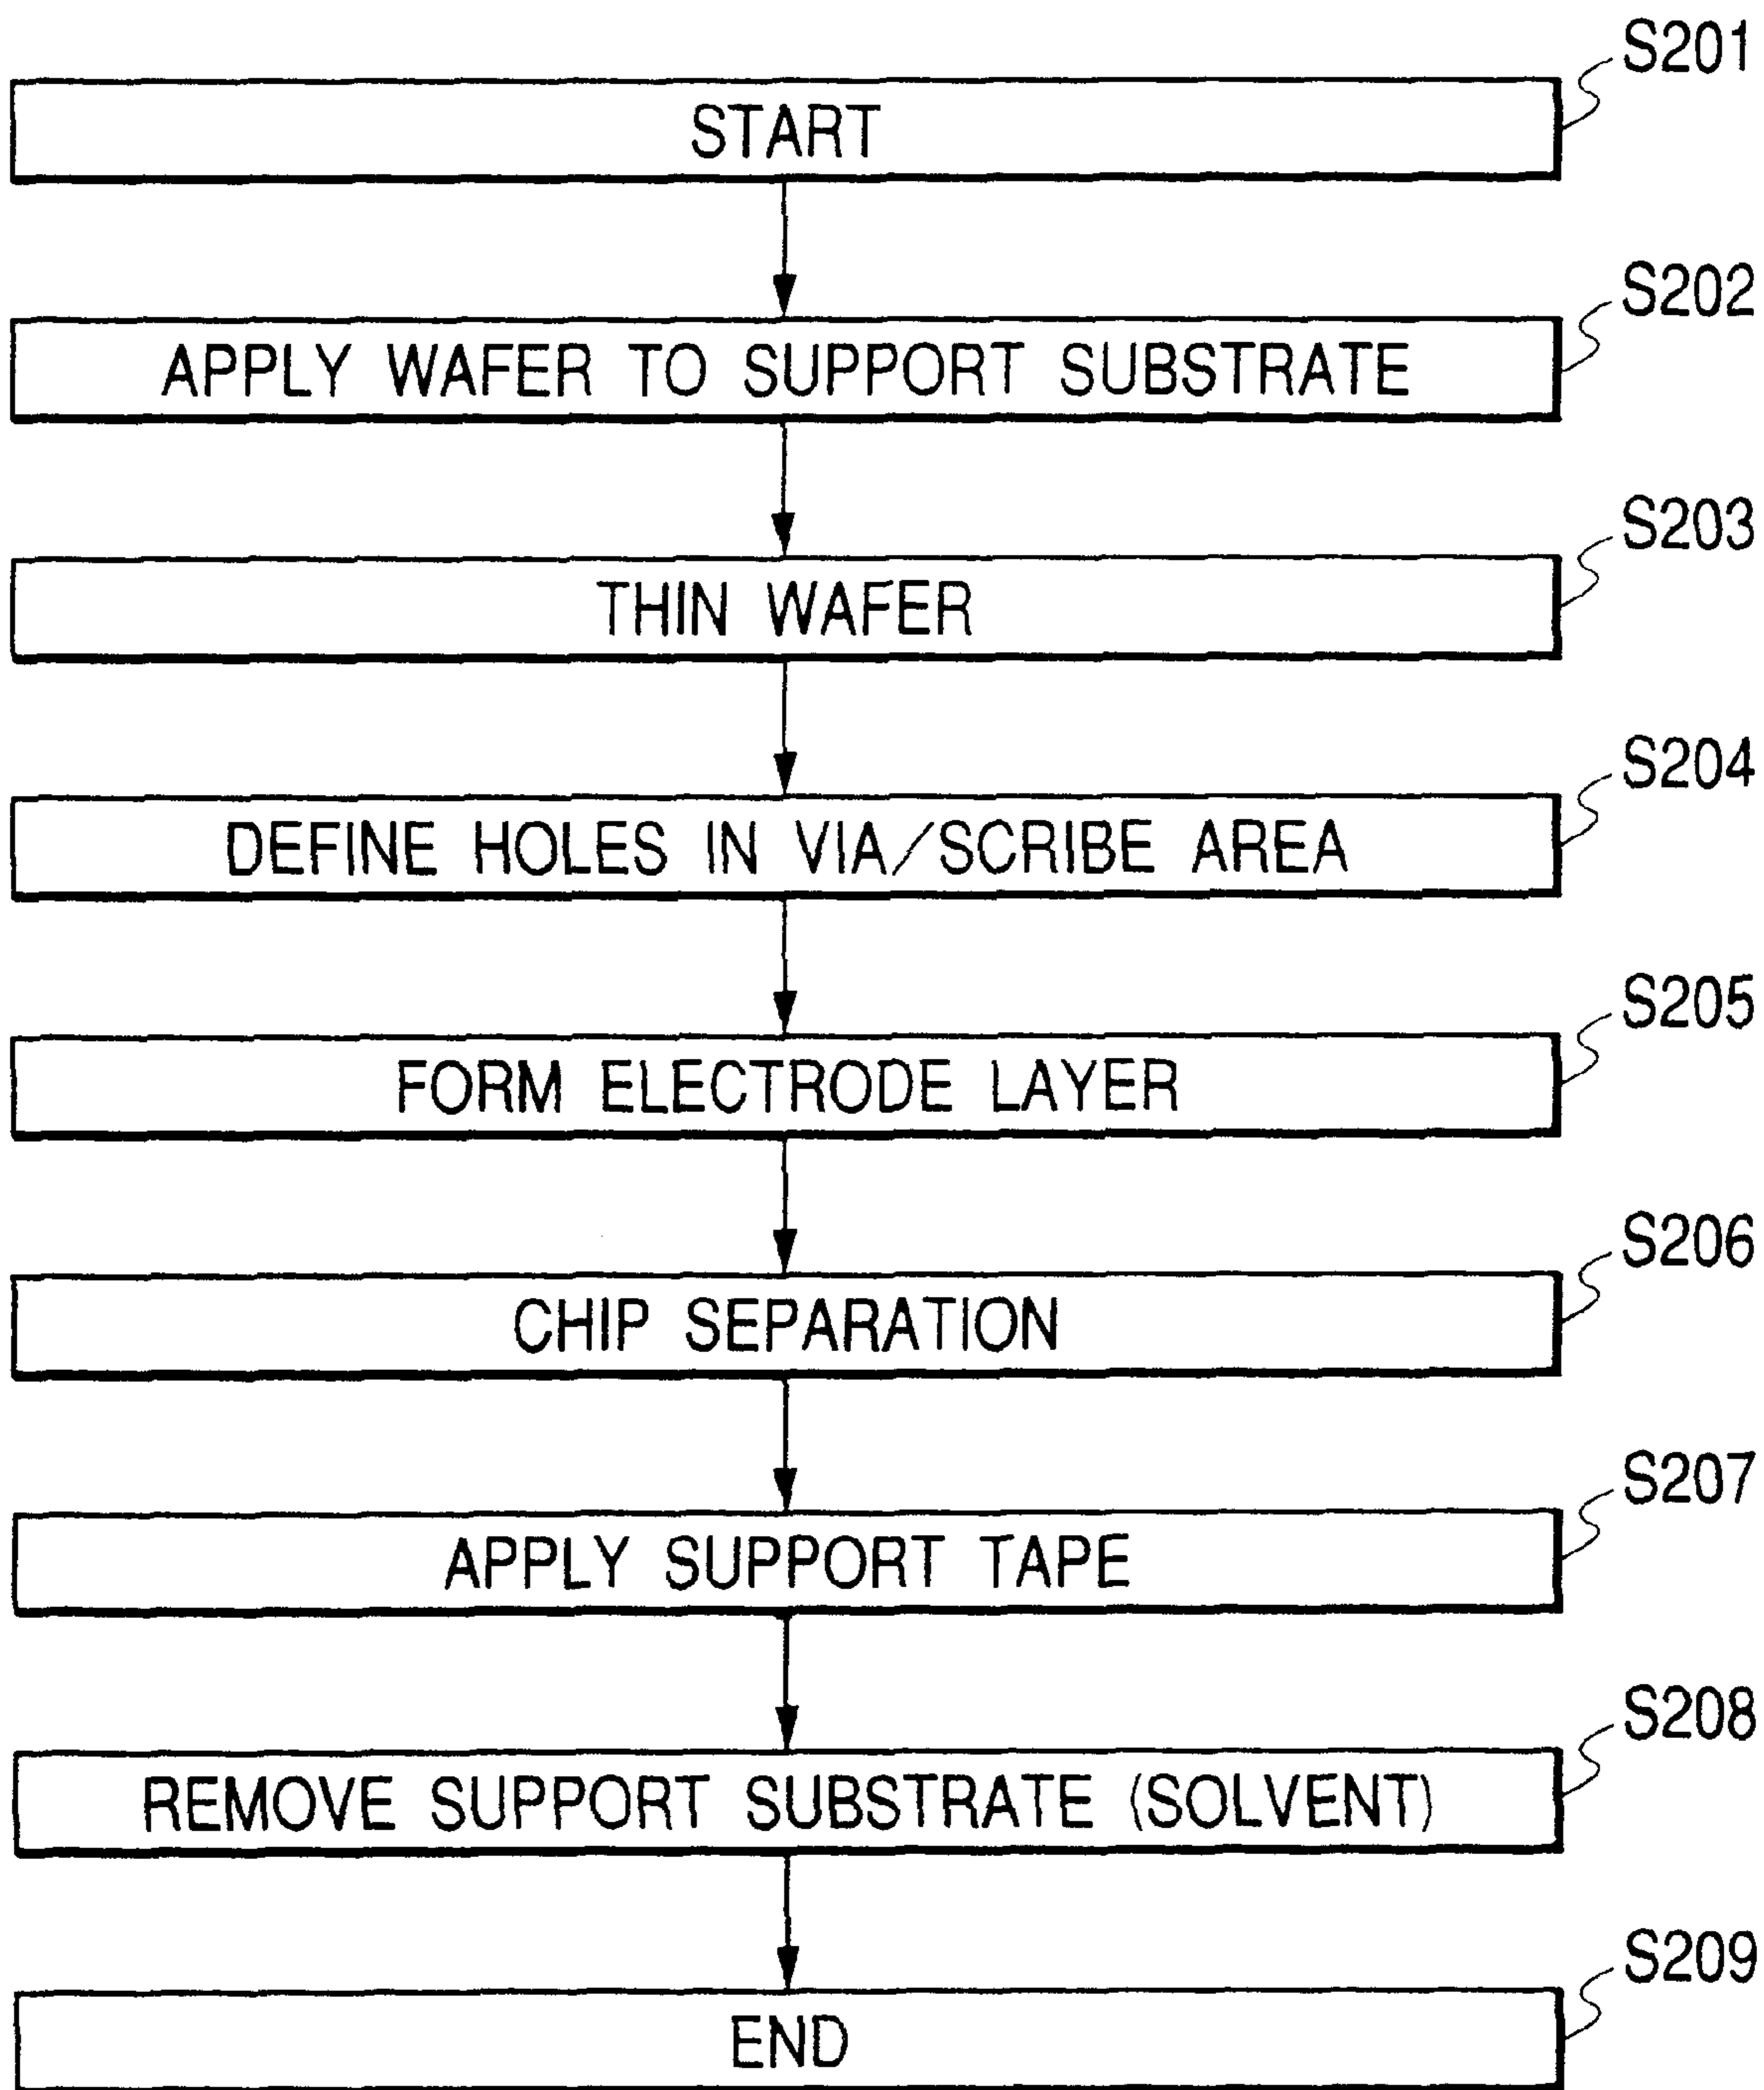 S201
START
S202
APPLY WAFER TO SUPPORT SUBSTRATE
S203
THIN WAFER
S204
DEFINE HOLES IN VIA/SCRIBE AREA
S205
FORM ELECTRODE LAYER
S206
CHIP SEPARATION
S207
APPLY SUPPORT TAPE
S208
REMOVE SUPPORT SUBSTRATE (SOLVENT)
S209
END